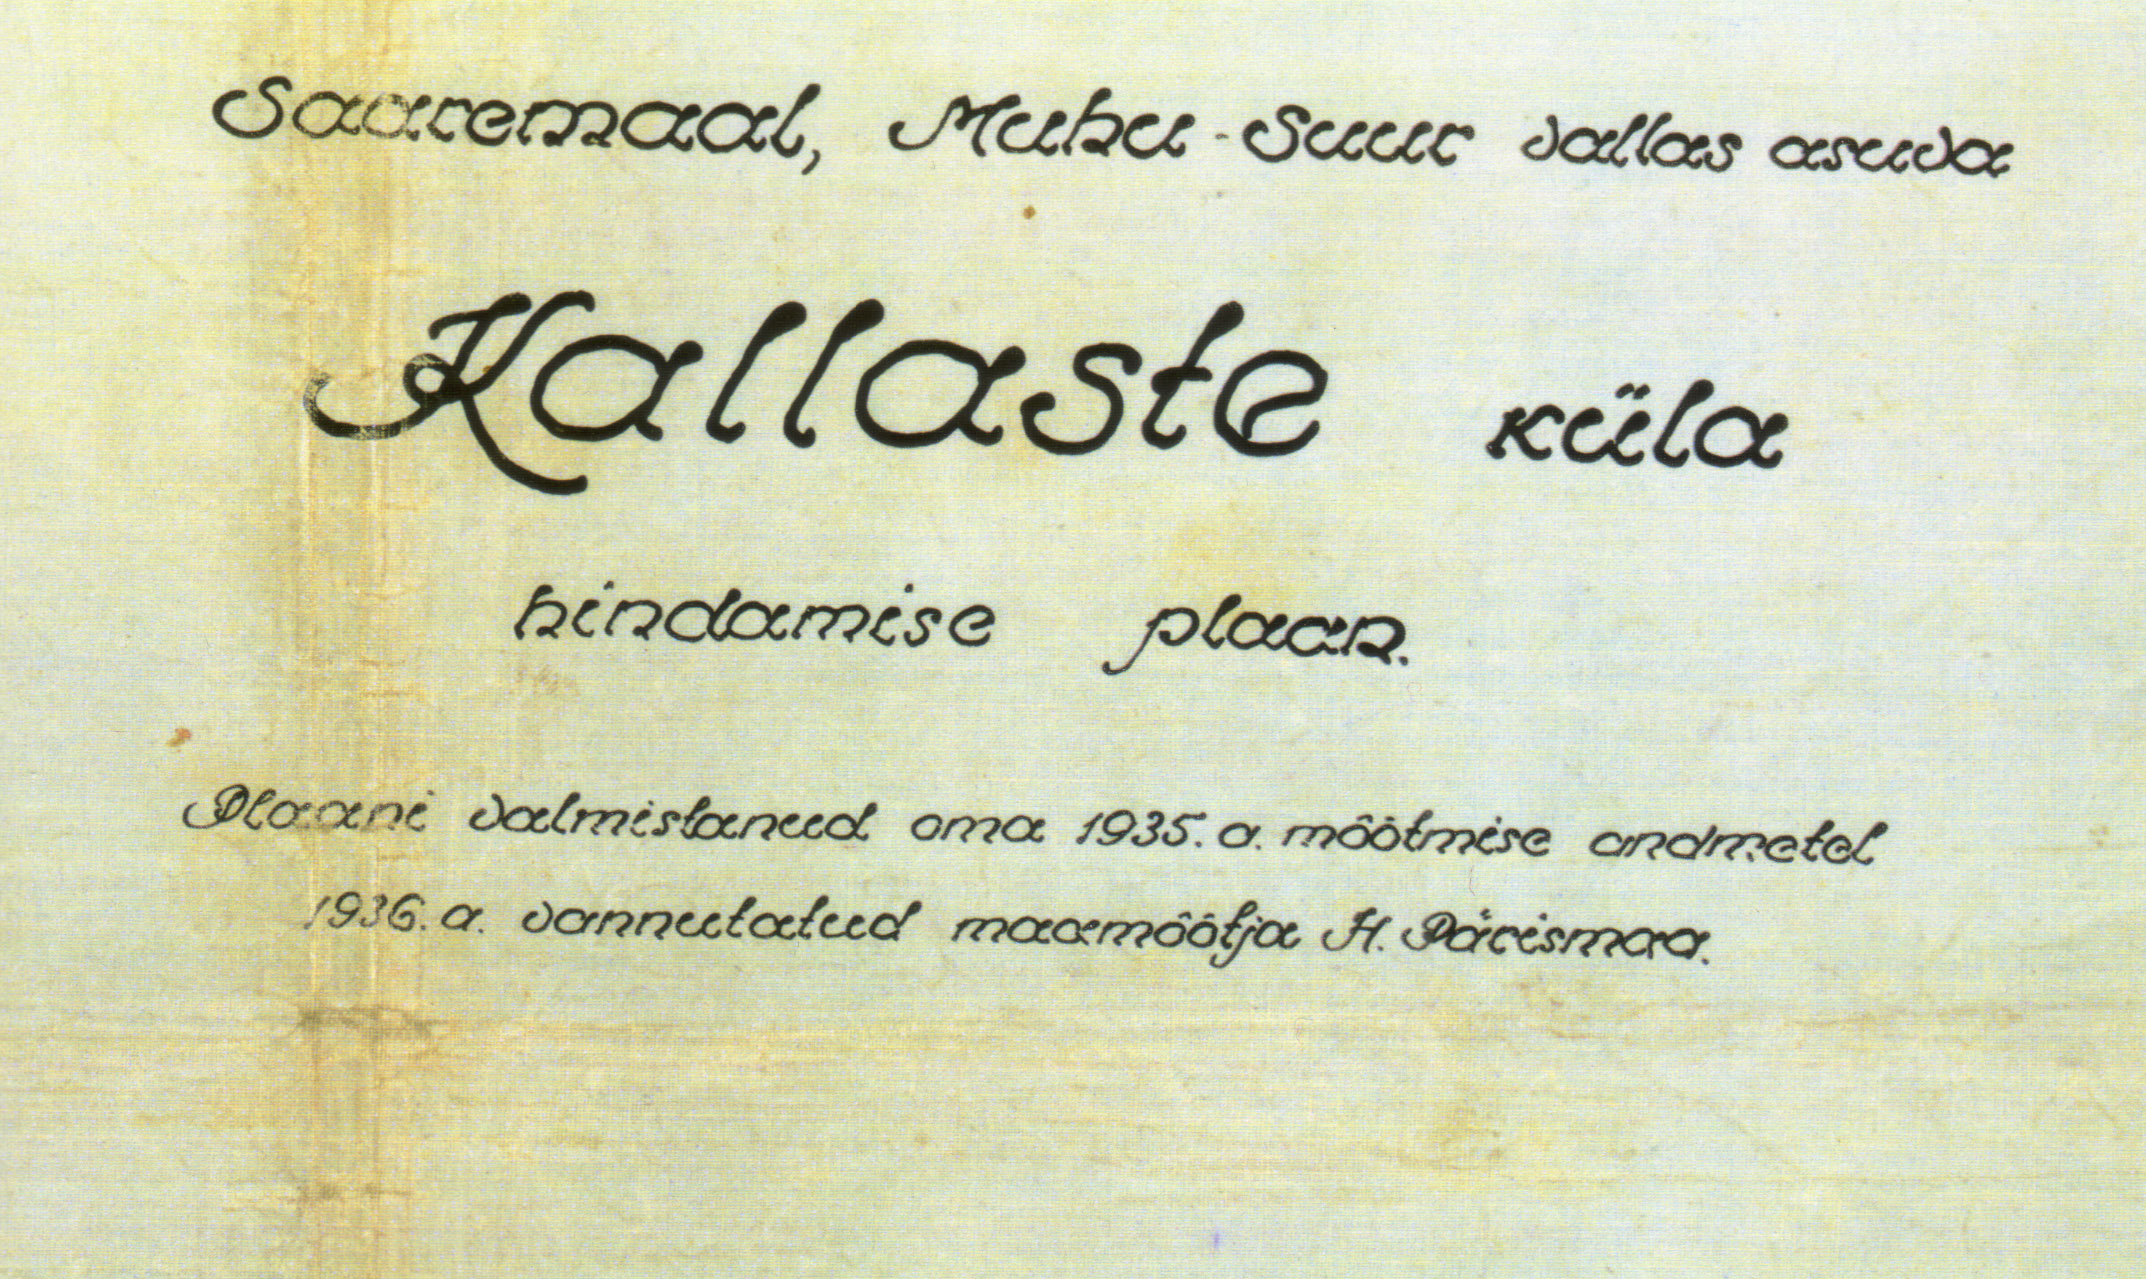 Saaremaal, Muhu-Suur vallas asuva
Kallaste küla
hindamise plaan.
Plaani valmistanud oma 1935. a. mõõtmise andmetel
1936. a. vannutatud maamõõtja H. Pärismaa.